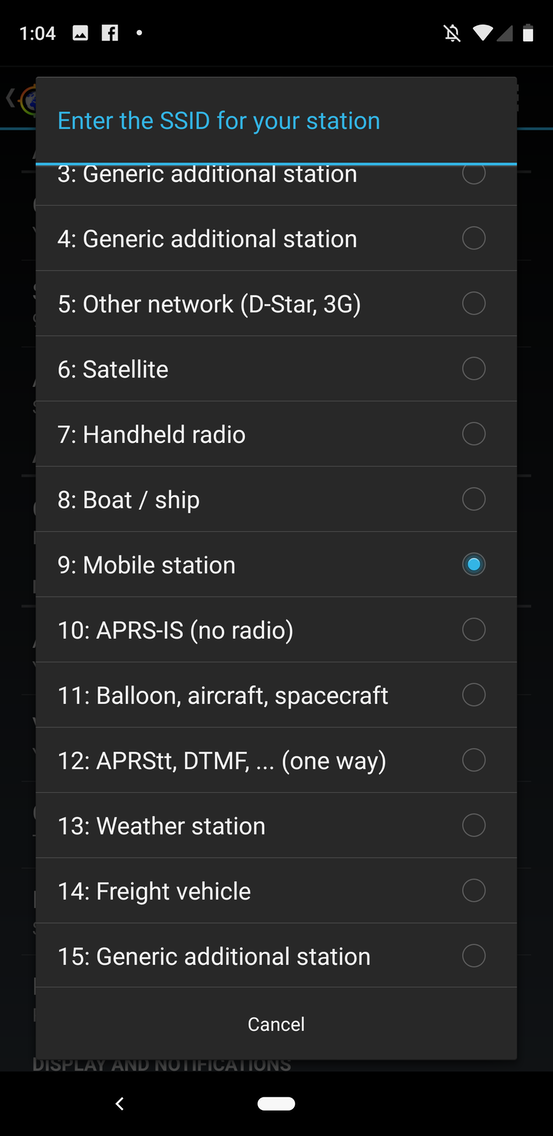 1:04
Enter the SSID for your station
3: Generic additional station
4: Generic additional station
5: Other network (D-Star, 3G)
6: Satellite
7: Handheld radio
8: Boat / ship
9: Mobile station
10: APRS-IS (no radio)
11: Balloon, aircraft, spacecraft
12: APRStt, DTMF, ... (one way)
13: Weather station
14: Freight vehicle
15: Generic additional station
Cancel
DISPLAY AND NOTIFICATIONS